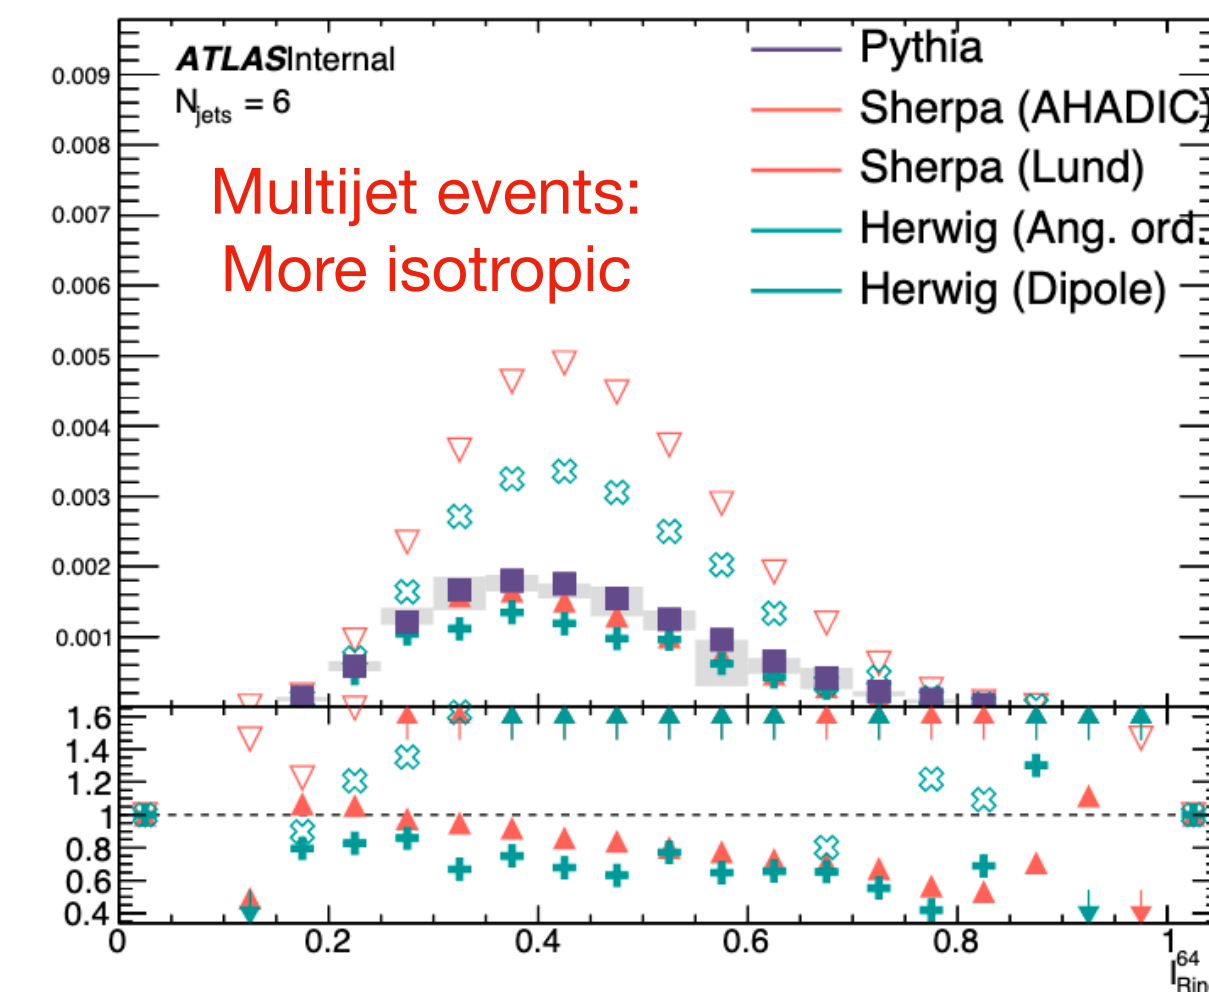 ATLASInternal
N_jets = 6
Multijet events:
More isotropic
Pythia
Sherpa (AHADIC)
Sherpa (Lund)
Herwig (Ang. ord.
Herwig (Dipole)
0.009
0.008
0.007
0.006
0.005
0.004
0.003
0.002
0.001
1.6
1.4
1.2
1
0.8
0.6
0.4
0 0.2 0.4 0.6 0.8 1
I^64_Rin